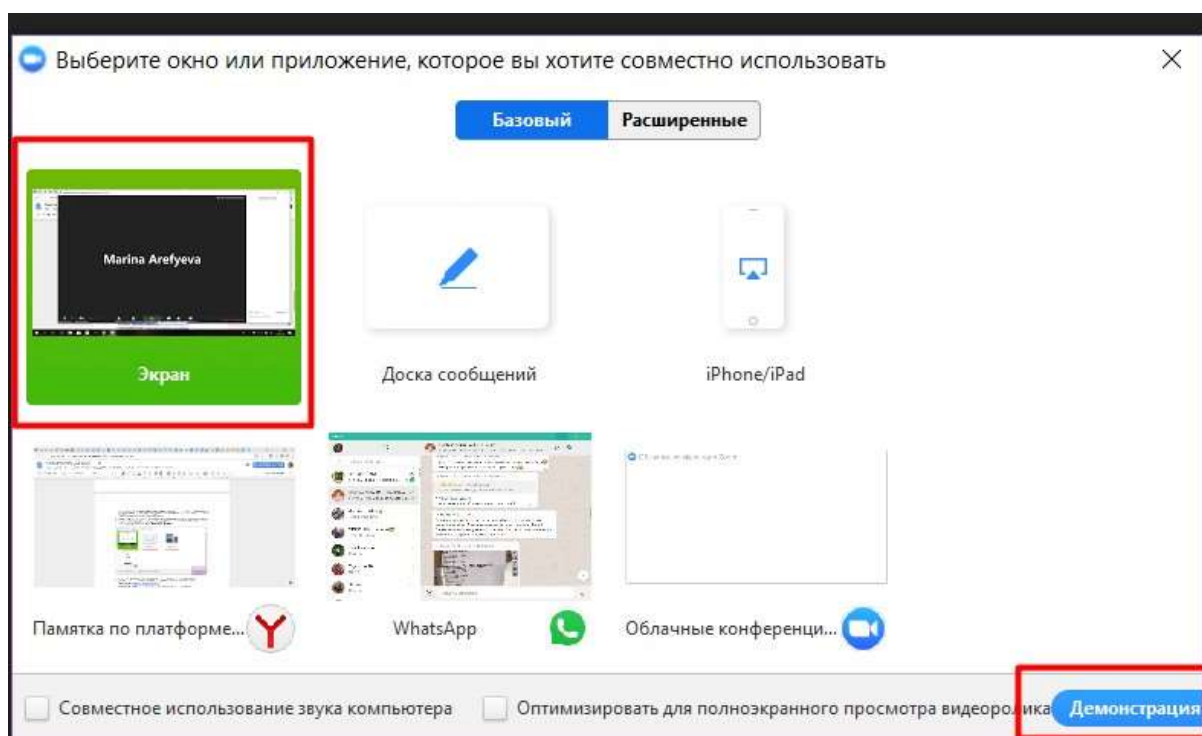 Выберите окно или приложение, которое вы хотите совместно использовать
Базовый
Расширенные
Marina Arefyeva
Экран
Доска сообщений
iPhone/iPad
Памятка по платформе...
WhatsApp
Облачные конференци...
Совместное использование звука компьютера
Оптимизировать для полноэкранного просмотра видеоролика
Демонстрация